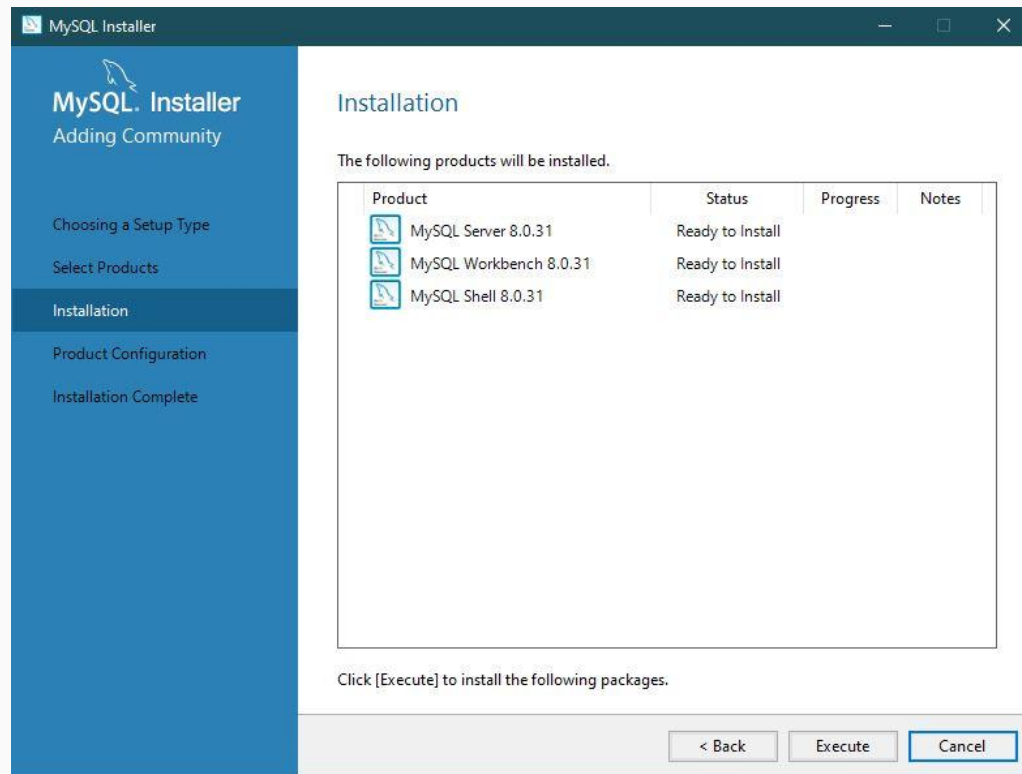 MySQL Installer
MySQL. Installer
Adding Community
Choosing a Setup Type
Select Products
Installation
Product Configuration
Installation Complete
Installation
The following products will be installed.
Product Status Progress Notes
MySQL Server 8.0.31 Ready to Install
MySQL Workbench 8.0.31 Ready to Install
MySQL Shell 8.0.31 Ready to Install
Click [Execute] to install the following packages.
< Back Execute Cancel